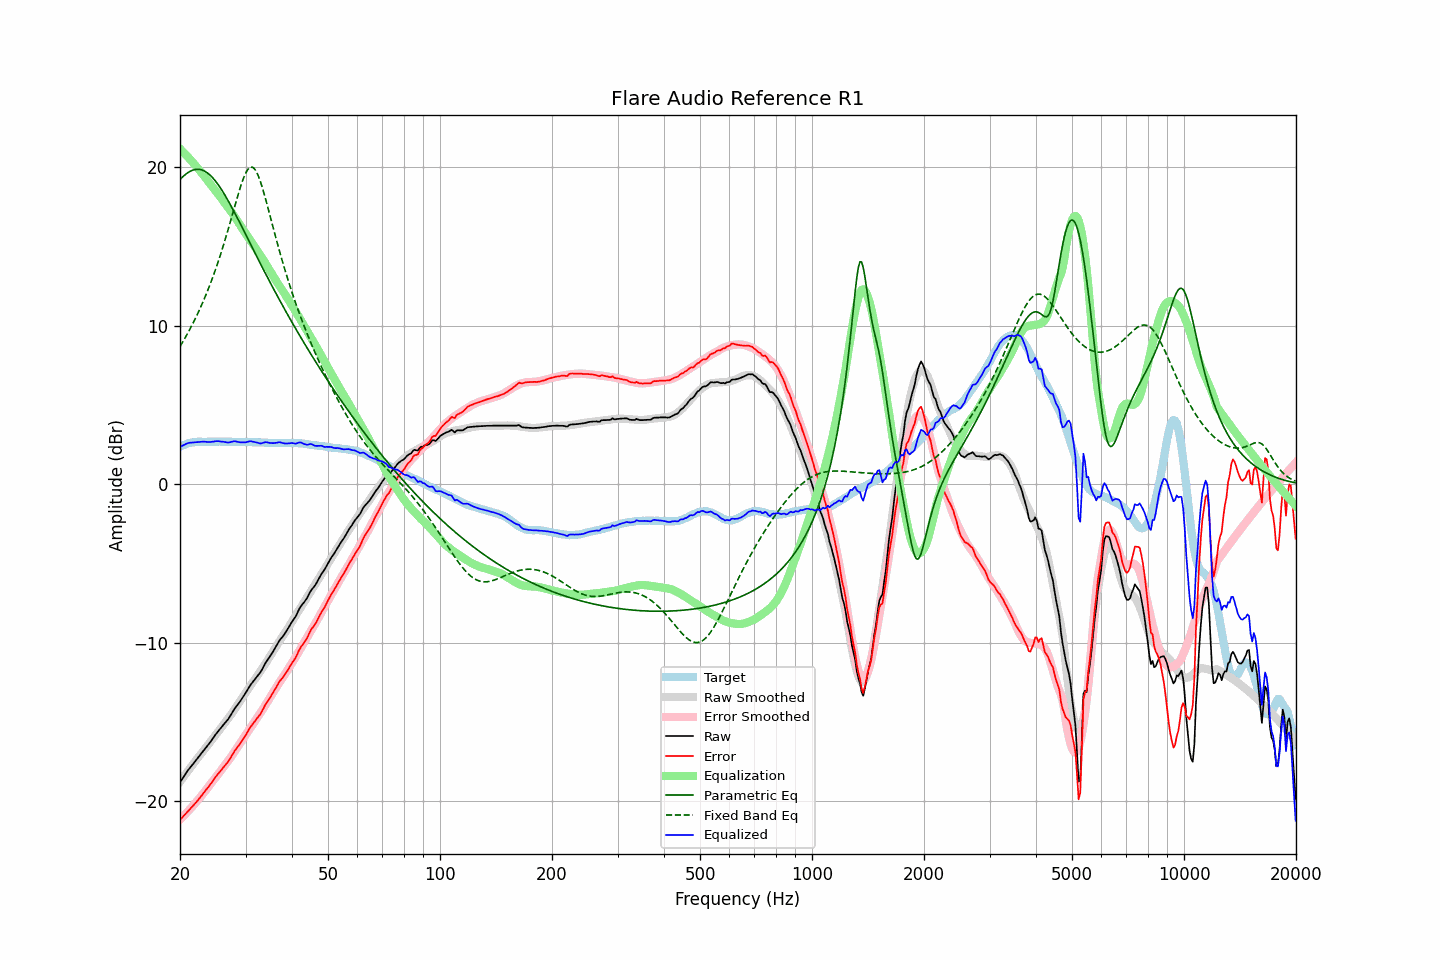 Flare Audio Reference R1
Amplitude (dBr)
20
10
0
−10
−20
Target
Raw Smoothed
Error Smoothed
Raw
Error
Equalization
Parametric Eq
Fixed Band Eq
Equalized
20 50 100 200 500 1000 2000 5000 10000 20000
Frequency (Hz)